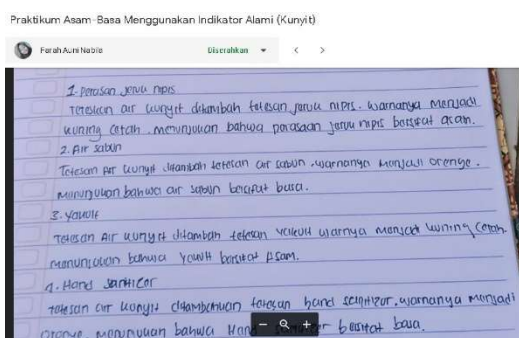 Praktikum Asam-Basa Menggunakan Indikator Alami (Kunyit)
Farah Auni Nabila Diserahkan
1. Perasan Jeruk nipis
Tetesan air kunyit ditambah tetesan jeruk nipis. warnanya menjadi
kuning cerah. menunjukan bahwa perasaan jeruk nipis bersifat asam.
2. Air sabun
Tetesan air kunyit ditambah tetesan air sabun. warnanya menjadi orenge.
menunjukan bahwa air sabun bersifat basa.
3. Yakult
Tetesan Air kunyit ditambah tetesan yakult warnya menjadi kuning cerah.
menunjukan bahwa yakult bersifat Asam.
4. Hand sanitizer
tetesan air kunyit ditambahkan tetesan hand sanitizer. warnanya menjadi
orenge menunjukan bahwa Hand bersifat basa.